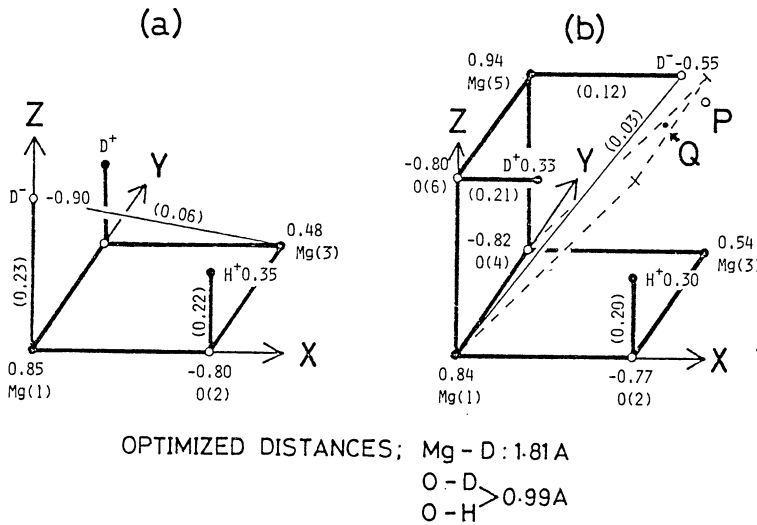 (a)
Z
D+
Y
D-
-0.90
(0.06)
0.48
Mg(3)
H+0.35
(0.23)
(0.22)
X
0.85
Mg(1)
-0.80
O(2)
(b)
0.94
Mg(5)
D--0.55
(0.12)
P
Z
(0.03)
Q
-0.80
O(6)
D+0.33
Y
(0.21)
-0.82
O(4)
0.54
Mg(3)
H+0.30
(0.20)
X
0.84
Mg(1)
-0.77
O(2)
OPTIMIZED DISTANCES; Mg-D:1.81A
O-D
O-H
>0.99A